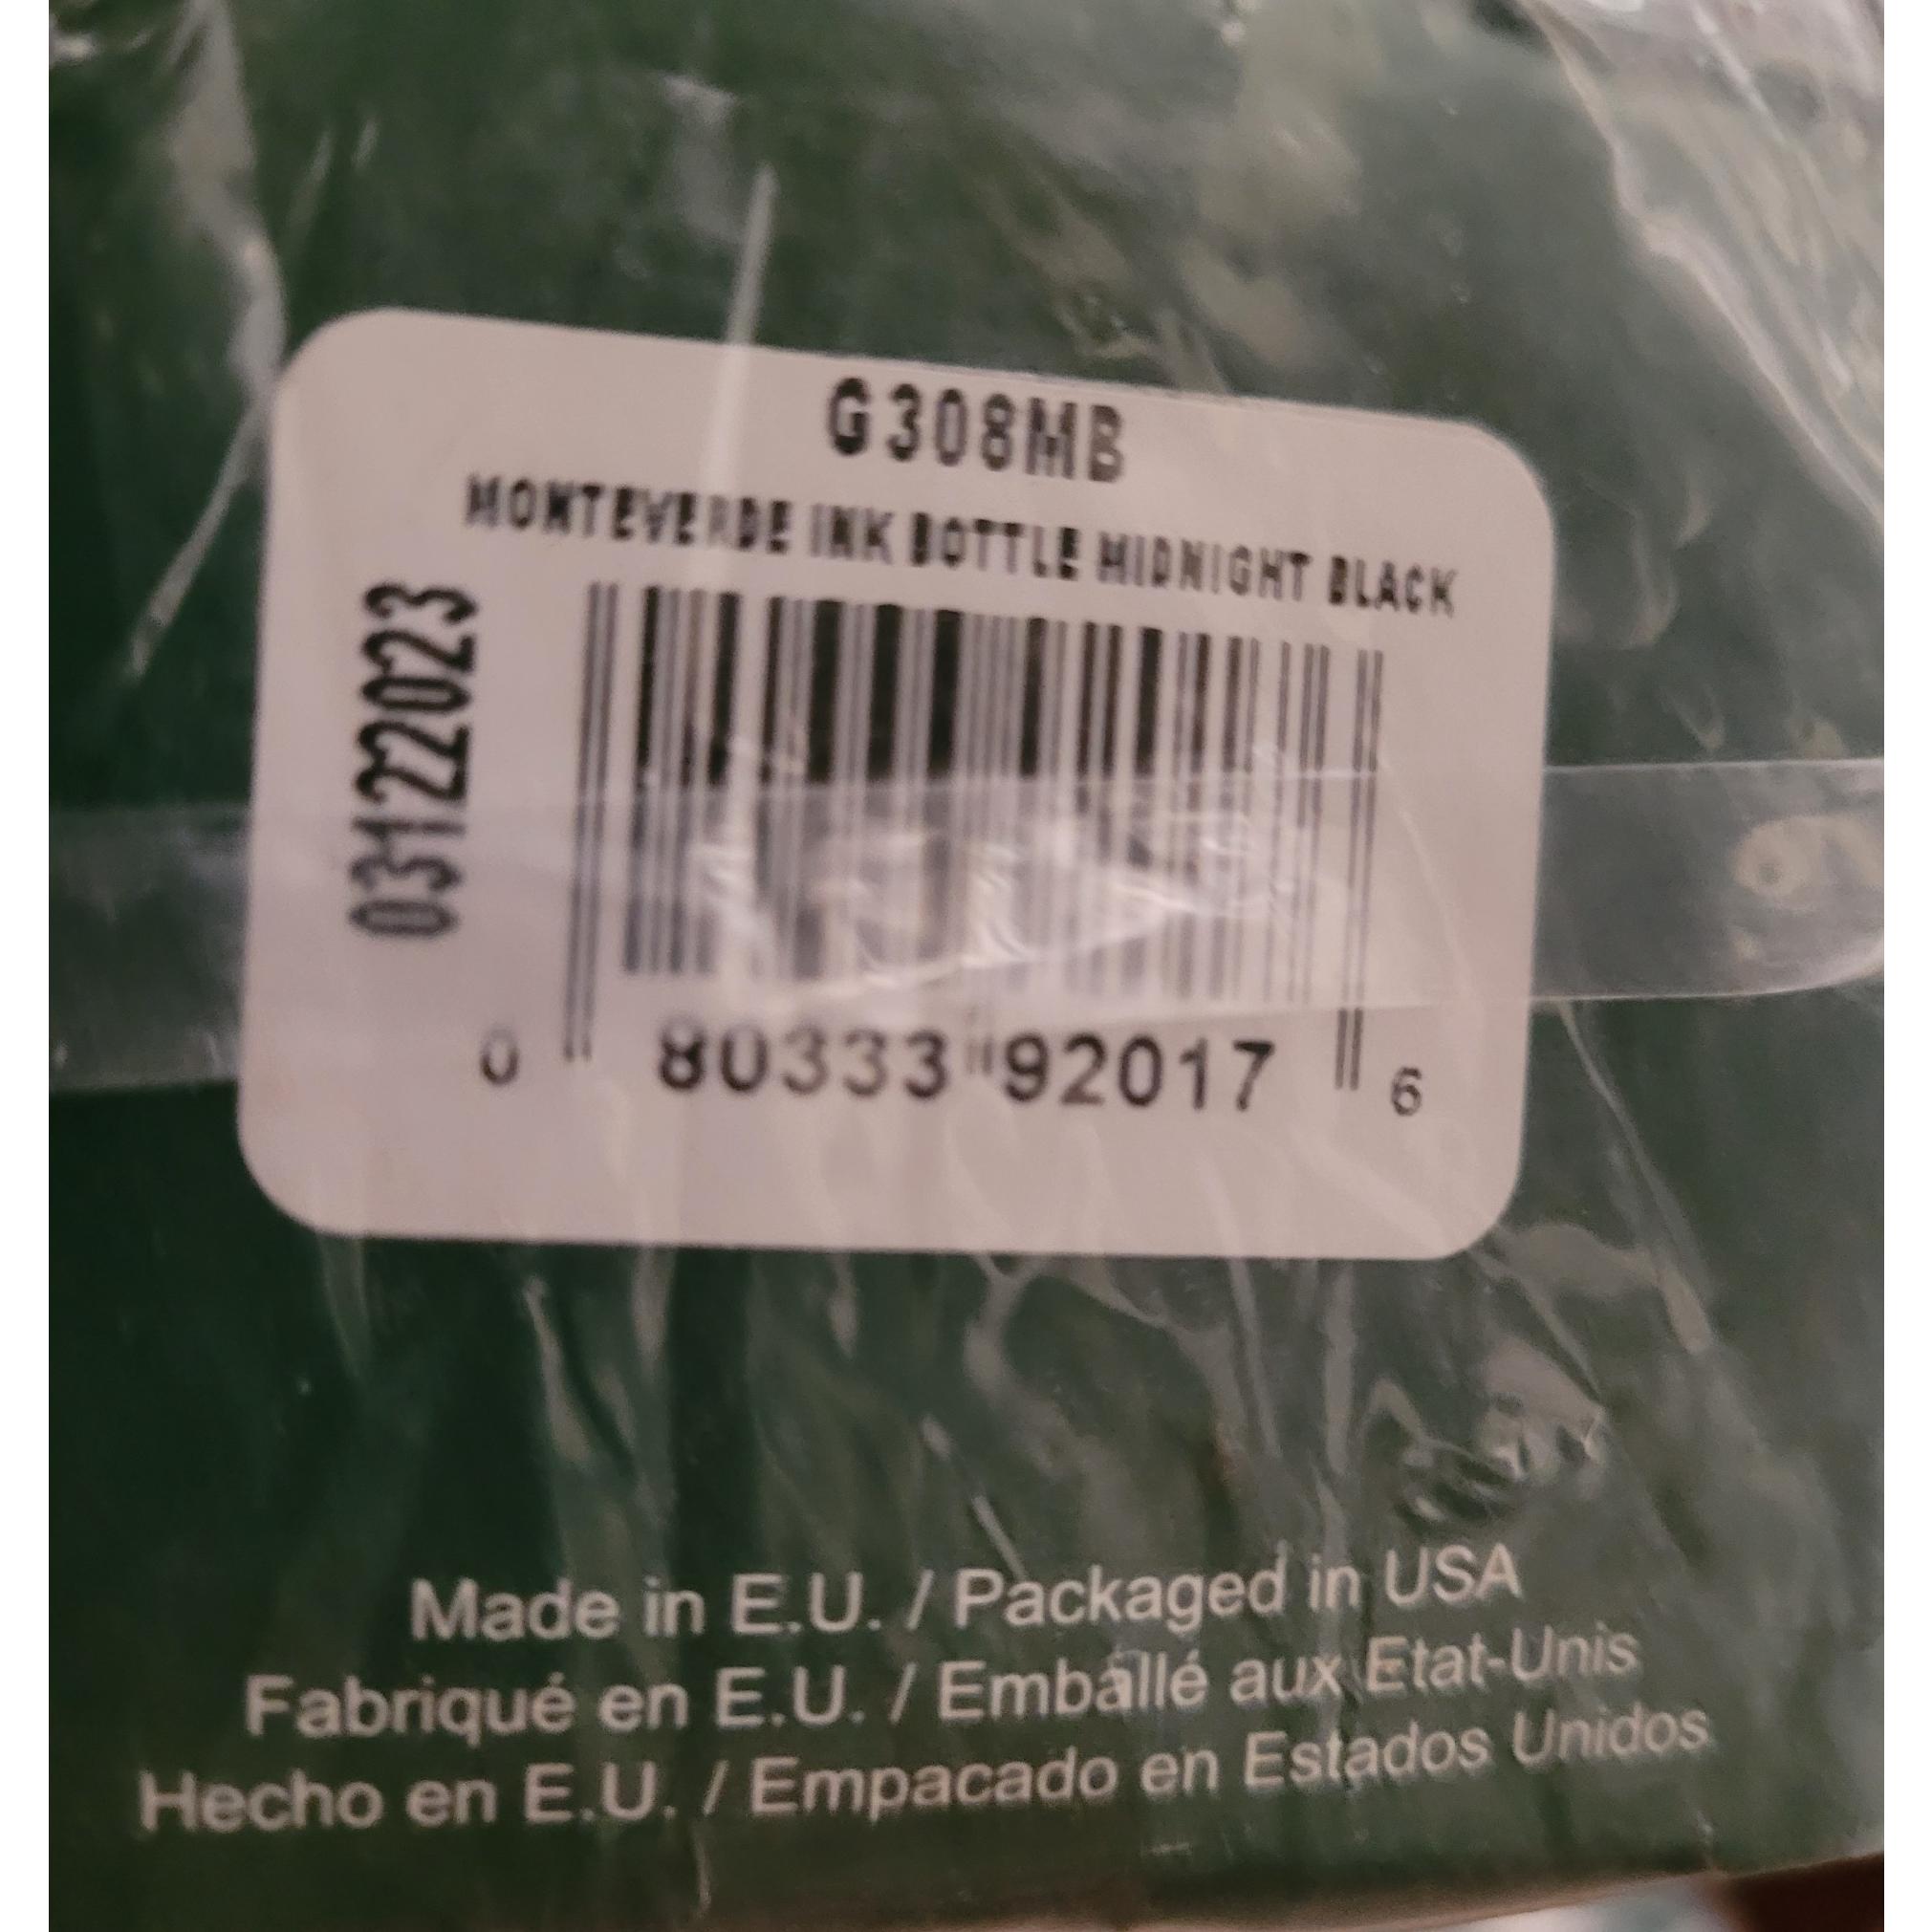 G308MB
MONTEVERDE INK BOTTLE MIDNIGHT BLACK
03122023
0 80333 92017 6
Made in E.U. / Packaged in USA
Fabriqué en E.U. / Emballé aux Etat-Unis
Hecho en E.U. / Empacado en Estados Unidos